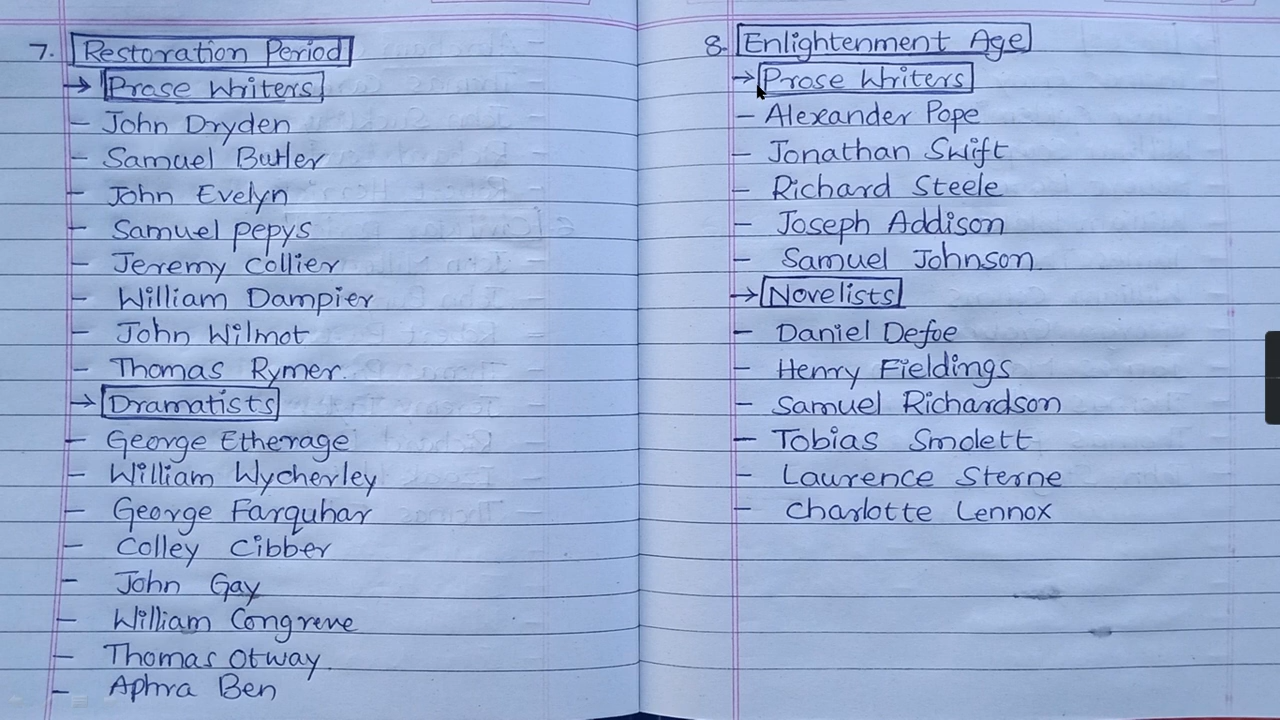 7. Restoration Period
→ Prose Writers
- John Dryden
- Samuel Butler
- John Evelyn
- Samuel Pepys
- Jeremy Collier
- William Dampier
- John Wilmot
- Thomas Rymer.
→ Dramatists
- George Etherage
- William Wycherley
- George Farquhar
- Colley Cibber
- John Gay
- William Congreve
- Thomas Otway.
- Aphra Ben
8. Enlightenment Age
→ Prose Writers
- Alexander Pope
- Jonathan Swift
- Richard Steele
- Joseph Addison
- Samuel Johnson
→ Novelists
- Daniel Defoe
- Henry Fieldings
- Samuel Richardson
- Tobias Smolett
- Laurence Sterne
- Charlotte Lennox